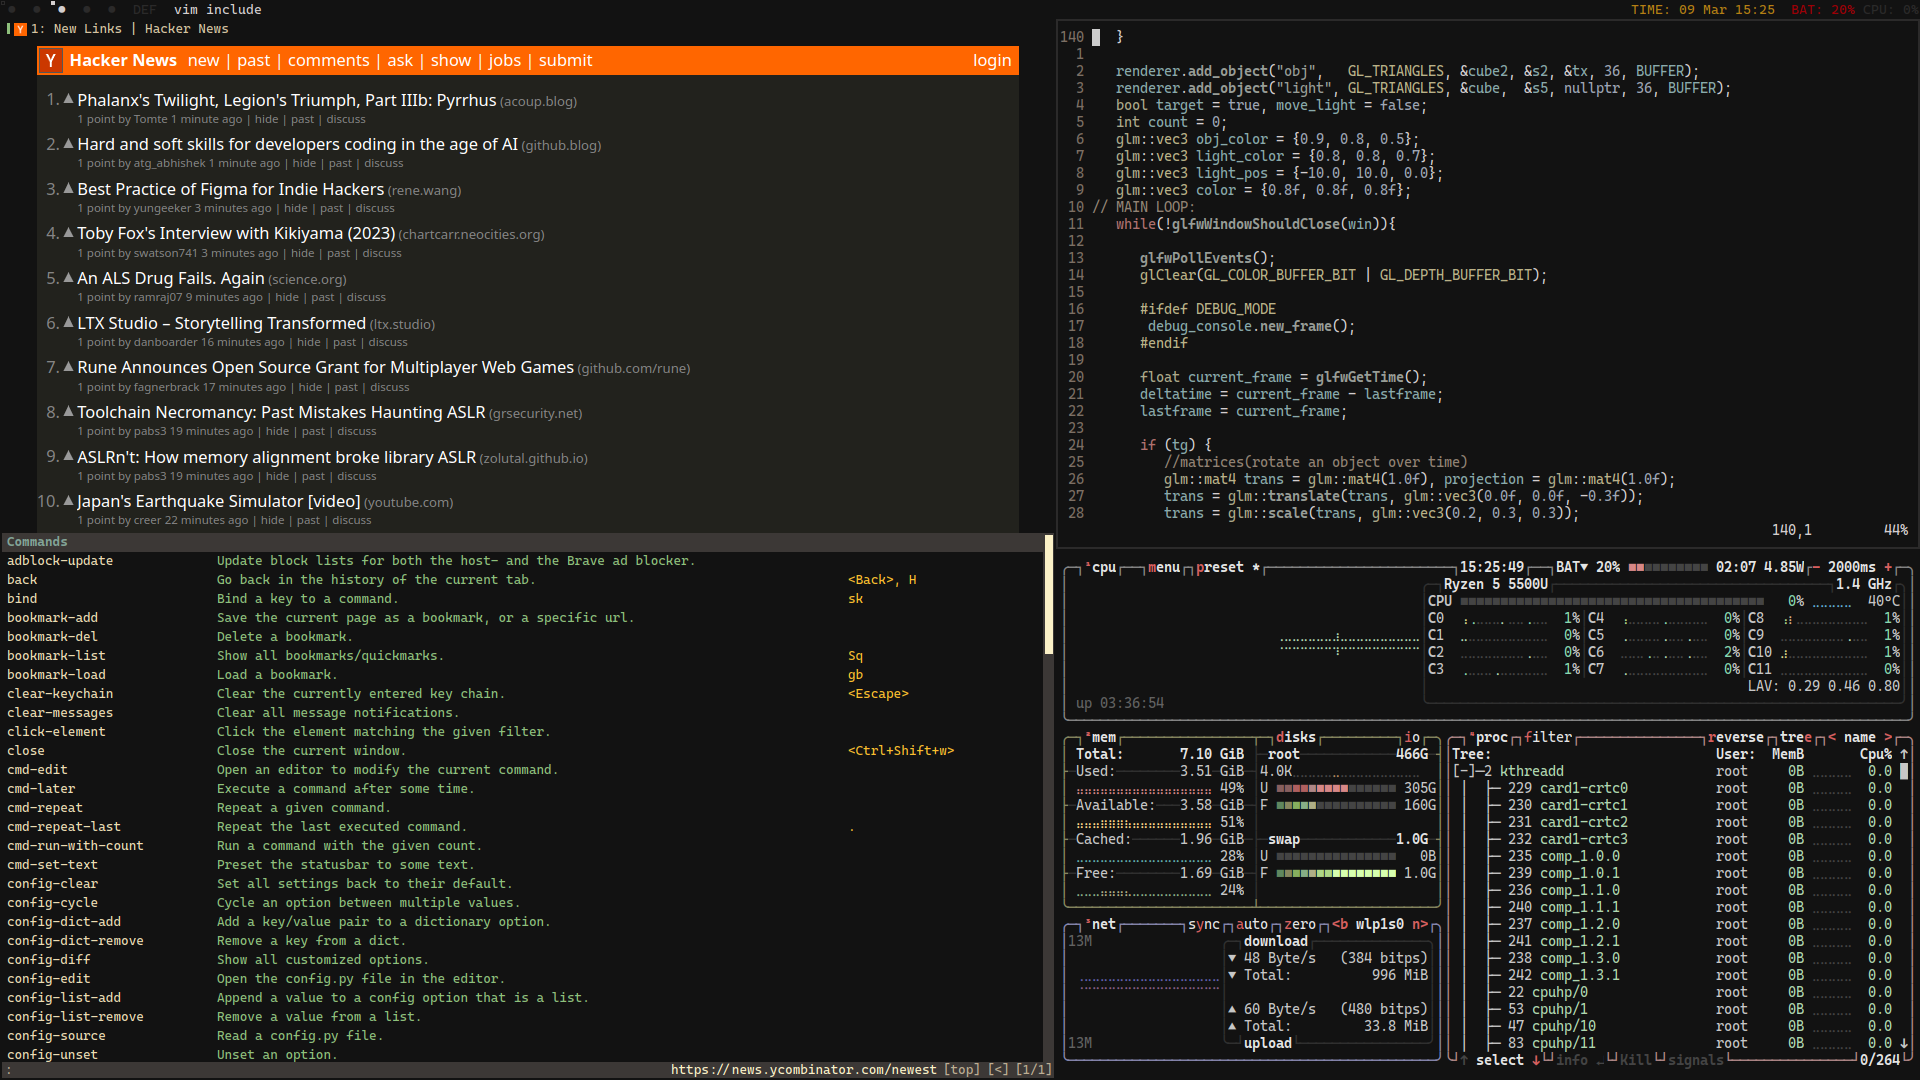 DEF vim include TIME: 09 Mar 15:25 BAT: 20% CPU: 0%
1: New Links | Hacker News
Y Hacker News new | past | comments | ask | show | jobs | submit login
1. Phalanx's Twilight, Legion's Triumph, Part IIIb: Pyrrhus (acoup.blog)
1 point by Tomte 1 minute ago | hide | past | discuss
2. Hard and soft skills for developers coding in the age of AI (github.blog)
1 point by atg_abhishek 1 minute ago | hide | past | discuss
3. Best Practice of Figma for Indie Hackers (rene.wang)
1 point by yungeeker 3 minutes ago | hide | past | discuss
4. Toby Fox's Interview with Kikiyama (2023) (chartcarr.neocities.org)
1 point by swatson741 3 minutes ago | hide | past | discuss
5. An ALS Drug Fails. Again (science.org)
1 point by ramraj07 9 minutes ago | hide | past | discuss
6. LTX Studio – Storytelling Transformed (ltx.studio)
1 point by danboarder 16 minutes ago | hide | past | discuss
7. Rune Announces Open Source Grant for Multiplayer Web Games (github.com/rune)
1 point by fagnerbrack 17 minutes ago | hide | past | discuss
8. Toolchain Necromancy: Past Mistakes Haunting ASLR (grsecurity.net)
1 point by pabs3 19 minutes ago | hide | past | discuss
9. ASLRn't: How memory alignment broke library ASLR (zolutal.github.io)
1 point by pabs3 19 minutes ago | hide | past | discuss
10. Japan's Earthquake Simulator [video] (youtube.com)
1 point by creer 22 minutes ago | hide | past | discuss
Commands
adblock-update Update block lists for both the host- and the Brave ad blocker.
back Go back in the history of the current tab. <Back>, H
bind Bind a key to a command. sk
bookmark-add Save the current page as a bookmark, or a specific url.
bookmark-del Delete a bookmark.
bookmark-list Show all bookmarks/quickmarks. Sq
bookmark-load Load a bookmark. gb
clear-keychain Clear the currently entered key chain. <Escape>
clear-messages Clear all message notifications.
click-element Click the element matching the given filter.
close Close the current window. <Ctrl+Shift+w>
cmd-edit Open an editor to modify the current command.
cmd-later Execute a command after some time.
cmd-repeat Repeat a given command.
cmd-repeat-last Repeat the last executed command. .
cmd-run-with-count Run a command with the given count.
cmd-set-text Preset the statusbar to some text.
config-clear Set all settings back to their default.
config-cycle Cycle an option between multiple values.
config-dict-add Add a key/value pair to a dictionary option.
config-dict-remove Remove a key from a dict.
config-diff Show all customized options.
config-edit Open the config.py file in the editor.
config-list-add Append a value to a config option that is a list.
config-list-remove Remove a value from a list.
config-source Read a config.py file.
config-unset Unset an option.
: https://news.ycombinator.com/newest [top] [<] [1/1]
140 }
1
2 renderer.add_object("obj", GL_TRIANGLES, &cube2, &s2, &tx, 36, BUFFER);
3 renderer.add_object("light", GL_TRIANGLES, &cube, &s5, nullptr, 36, BUFFER);
4 bool target = true, move_light = false;
5 int count = 0;
6 glm::vec3 obj_color = {0.9, 0.8, 0.5};
7 glm::vec3 light_color = {0.8, 0.8, 0.7};
8 glm::vec3 light_pos = {-10.0, 10.0, 0.0};
9 glm::vec3 color = {0.8f, 0.8f, 0.8f};
10 // MAIN LOOP:
11 while(!glfwWindowShouldClose(win)){
12
13 glfwPollEvents();
14 glClear(GL_COLOR_BUFFER_BIT | GL_DEPTH_BUFFER_BIT);
15
16 #ifdef DEBUG_MODE
17 debug_console.new_frame();
18 #endif
19
20 float current_frame = glfwGetTime();
21 deltatime = current_frame - lastframe;
22 lastframe = current_frame;
23
24 if (tg) {
25 //matrices(rotate an object over time)
26 glm::mat4 trans = glm::mat4(1.0f), projection = glm::mat4(1.0f);
27 trans = glm::translate(trans, glm::vec3(0.0f, 0.0f, -0.3f));
28 trans = glm::scale(trans, glm::vec3(0.2, 0.3, 0.3));
140,1 44%
¹cpu menu preset * 15:25:49 BAT▼ 20% 02:07 4.85W - 2000ms +
Ryzen 5 5500U 1.4 GHz
CPU 0% 40°C
C0 1% C4 0% C8 1%
C1 0% C5 0% C9 1%
C2 0% C6 2% C10 1%
C3 1% C7 0% C11 0%
LAV: 0.29 0.46 0.80
up 03:36:54
²mem disks io
Total: 7.10 GiB root 466G
Used: 3.51 GiB 4.0K
49% U 305G
Available: 3.58 GiB F 160G
51%
Cached: 1.96 GiB swap 1.0G
28% U 0B
Free: 1.69 GiB F 1.0G
24%
³net sync auto zero <b wlp1s0 n>
13M download
▼ 48 Byte/s (384 bitps)
▼ Total: 996 MiB
▲ 60 Byte/s (480 bitps)
▲ Total: 33.8 MiB
13M upload
⁴proc filter reverse tree < name >
Tree: User: MemB Cpu% ↑
[-]-2 kthreadd root 0B 0.0
229 card1-crtc0 root 0B 0.0
230 card1-crtc1 root 0B 0.0
231 card1-crtc2 root 0B 0.0
232 card1-crtc3 root 0B 0.0
235 comp_1.0.0 root 0B 0.0
239 comp_1.0.1 root 0B 0.0
236 comp_1.1.0 root 0B 0.0
240 comp_1.1.1 root 0B 0.0
237 comp_1.2.0 root 0B 0.0
241 comp_1.2.1 root 0B 0.0
238 comp_1.3.0 root 0B 0.0
242 comp_1.3.1 root 0B 0.0
22 cpuhp/0 root 0B 0.0
53 cpuhp/1 root 0B 0.0
47 cpuhp/10 root 0B 0.0
83 cpuhp/11 root 0B 0.0 ↓
↑ select ↓ info ← Kill signals 0/264